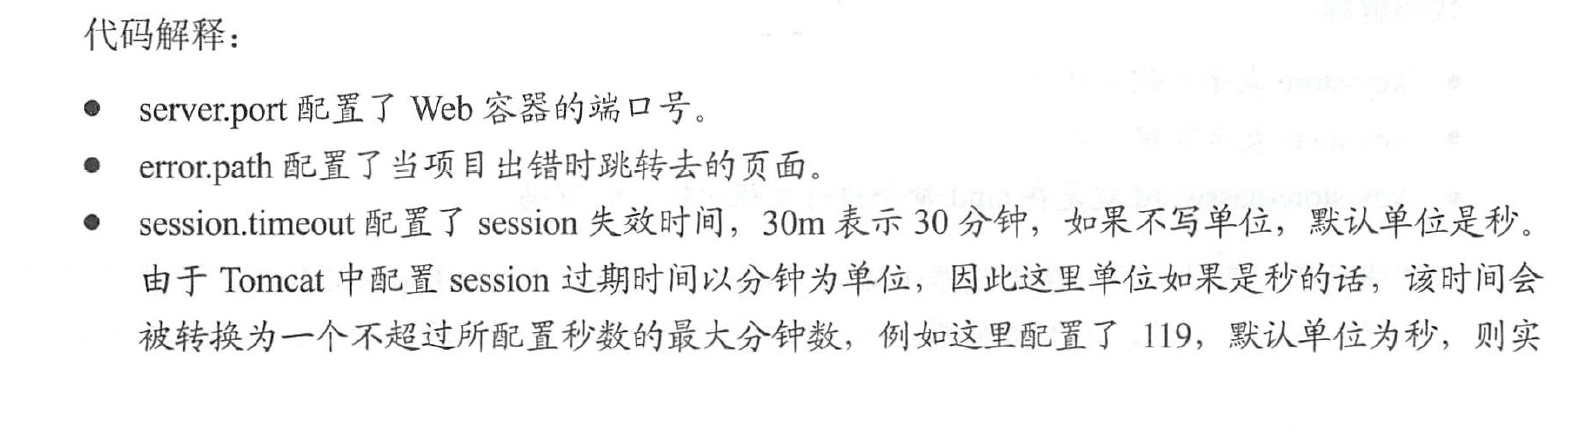 代码解释：
● server.port 配置了 Web 容器的端口号。
● error.path 配置了当项目出错时跳转去的页面。
● session.timeout 配置了 session 失效时间，30m 表示 30 分钟，如果不写单位，默认单位是秒。
由于 Tomcat 中配置 session 过期时间以分钟为单位，因此这里单位如果是秒的话，该时间会
被转换为一个不超过所配置秒数的最大分钟数，例如这里配置了 119，默认单位为秒，则实